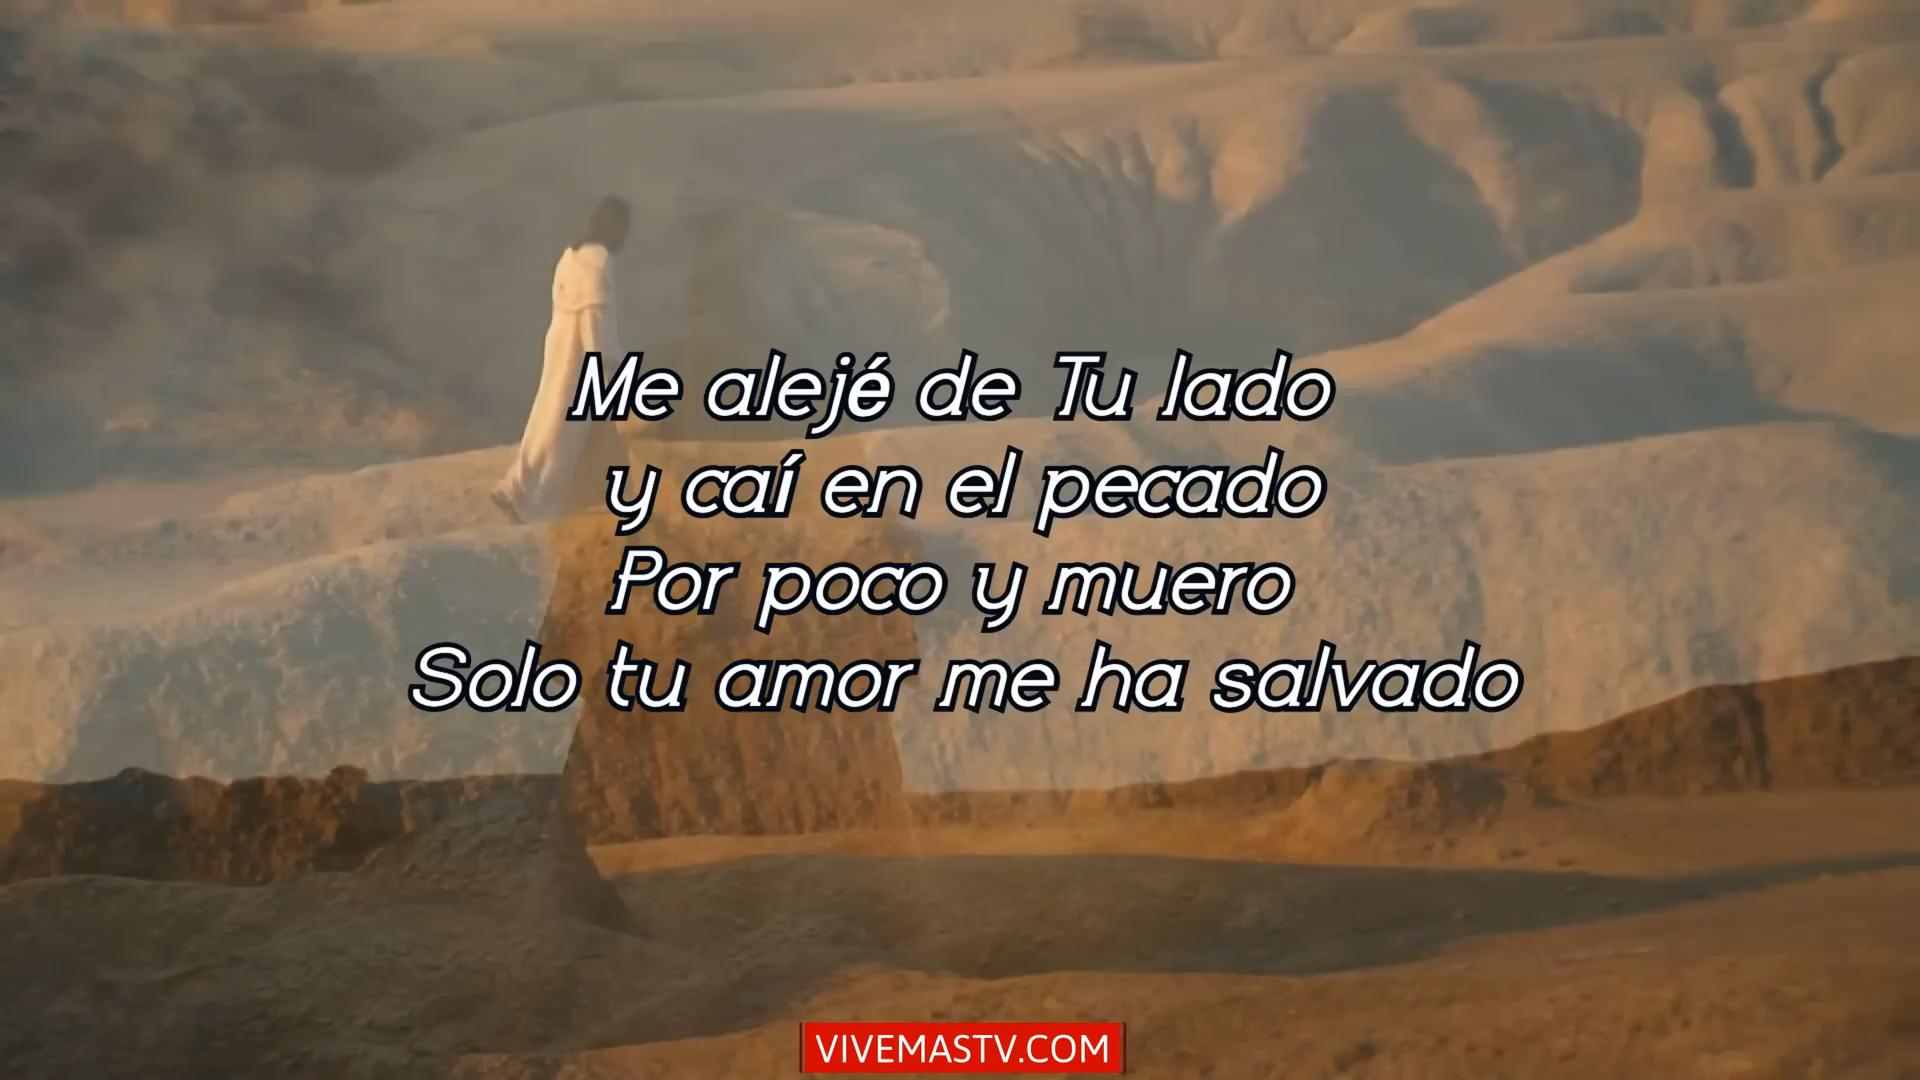 Me alejé de Tu lado
y caí en el pecado
Por poco y muero
Solo tu amor me ha salvado
VIVEMASTV.COM